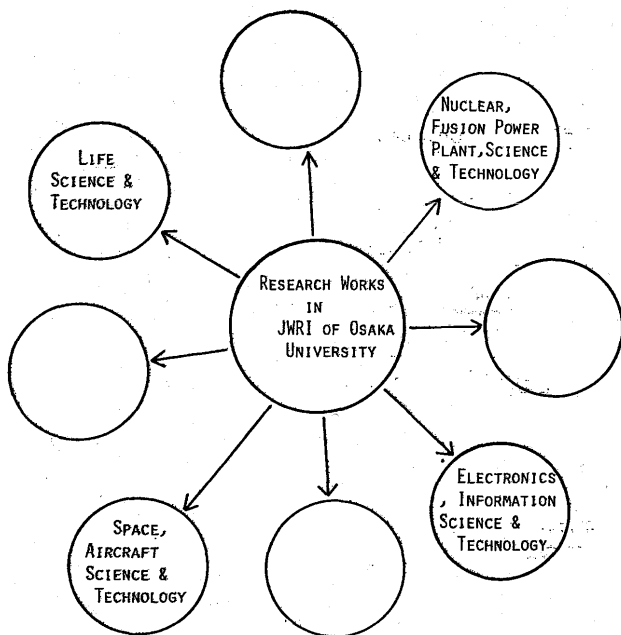 NUCLEAR,
FUSION POWER
PLANT,SCIENCE
& TECHNOLOGY
LIFE
SCIENCE &
TECHNOLOGY
RESEARCH WORKS
IN
JWRI OF OSAKA
UNIVERSITY
ELECTRONICS
, INFORMATION
SCIENCE &
TECHNOLOGY
SPACE,
AIRCRAFT
SCIENCE &
TECHNOLOGY